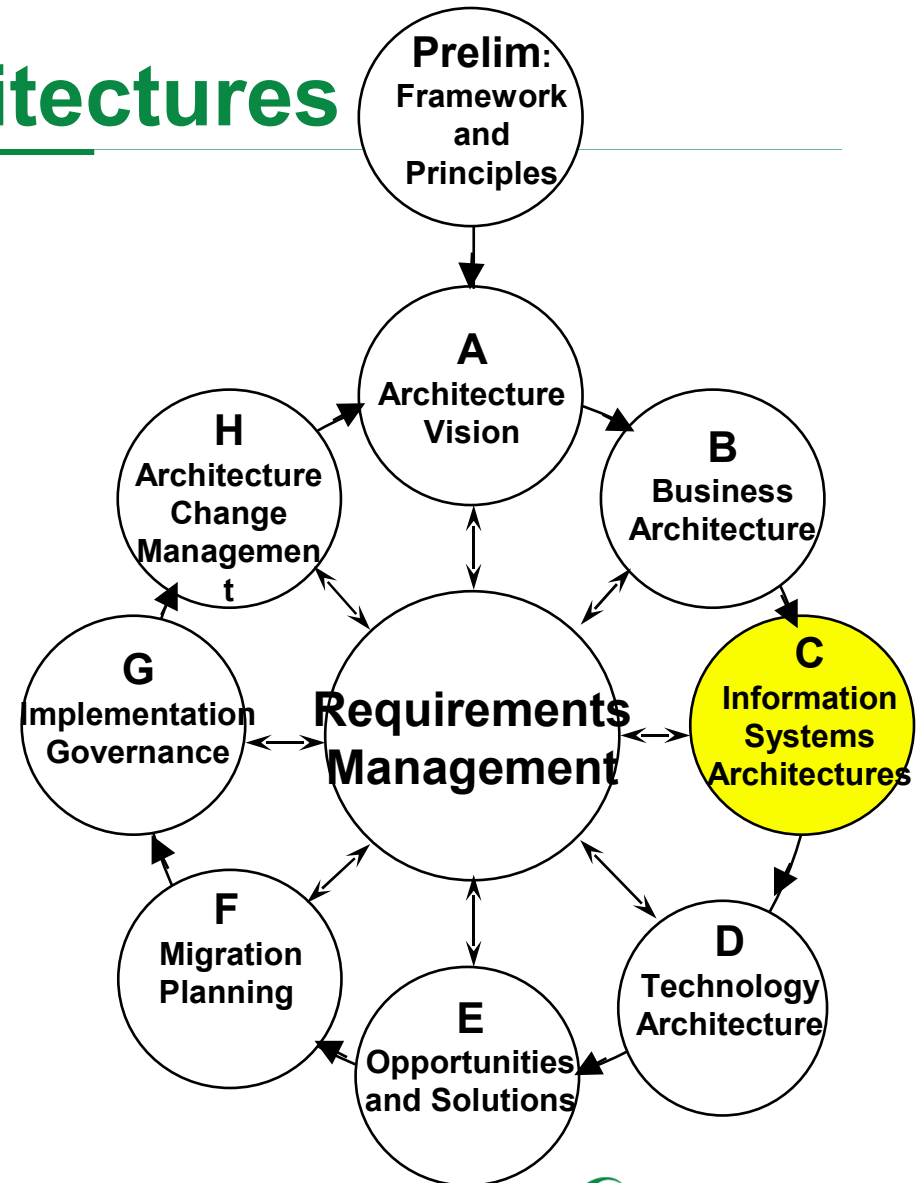 itectures
Prelim:
Framework
and
Principles
A
Architecture
Vision
H
Architecture
Change
Managemen
t
B
Business
Architecture
G
Implementation
Governance
Requirements
Management
C
Information
Systems
Architectures
F
Migration
Planning
D
Technology
Architecture
E
Opportunities
and Solutions